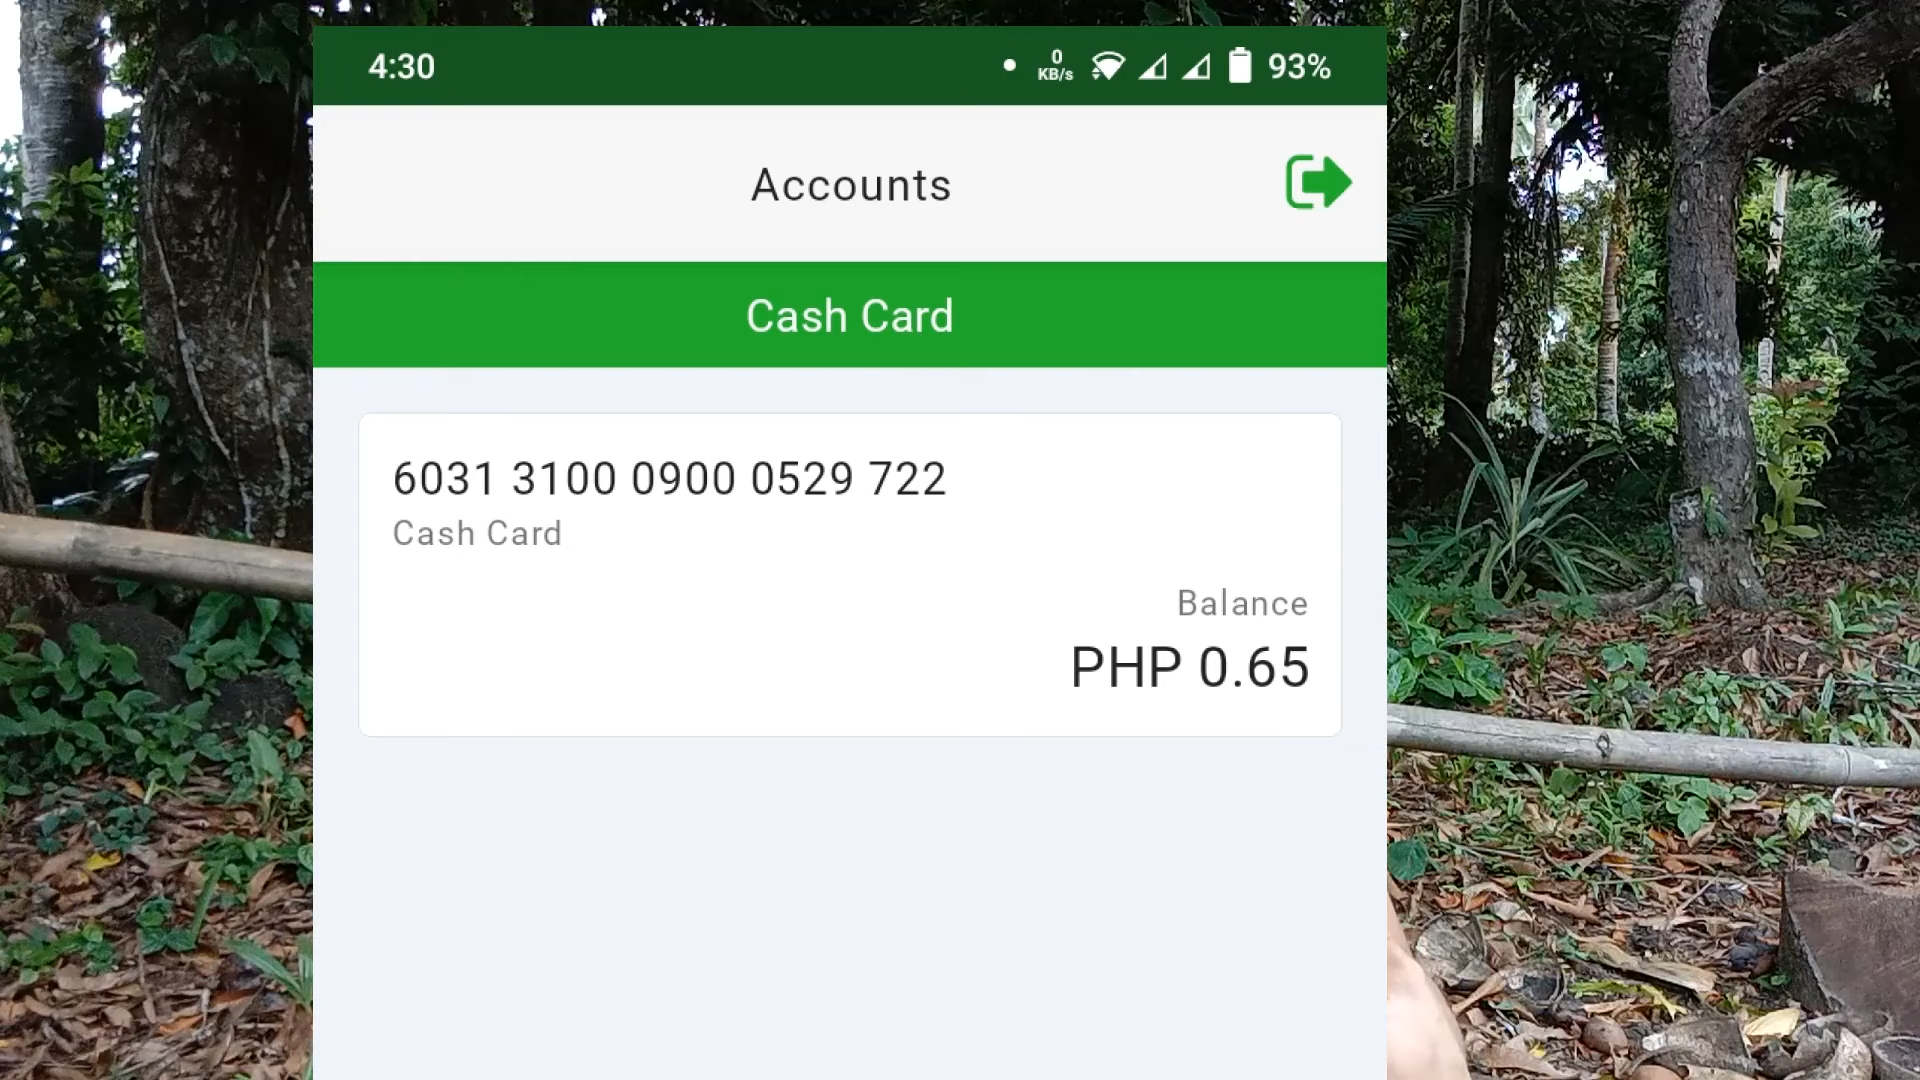 4:30
0
KB/s
93%
Accounts
Cash Card
6031 3100 0900 0529 722
Cash Card
Balance
PHP 0.65